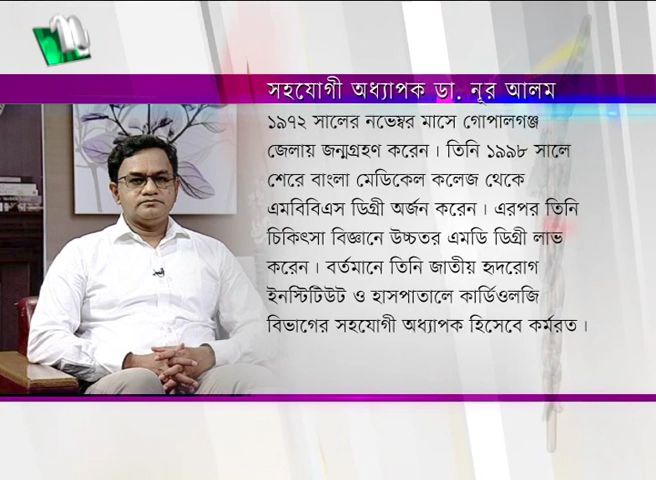 সহযোগী অধ্যাপক ডা. নূর আলম
১৯৭২ সালের নভেম্বর মাসে গোপালগঞ্জ
জেলায় জন্মগ্রহণ করেন। তিনি ১৯৯৮ সালে
শেরে বাংলা মেডিকেল কলেজ থেকে
এমবিবিএস ডিগ্রী অর্জন করেন। এরপর তিনি
চিকিৎসা বিজ্ঞানে উচ্চতর এমডি ডিগ্রী লাভ
করেন। বর্তমানে তিনি জাতীয় হৃদরোগ
ইনস্টিটিউট ও হাসপাতালে কার্ডিওলজি
বিভাগের সহযোগী অধ্যাপক হিসেবে কর্মরত।